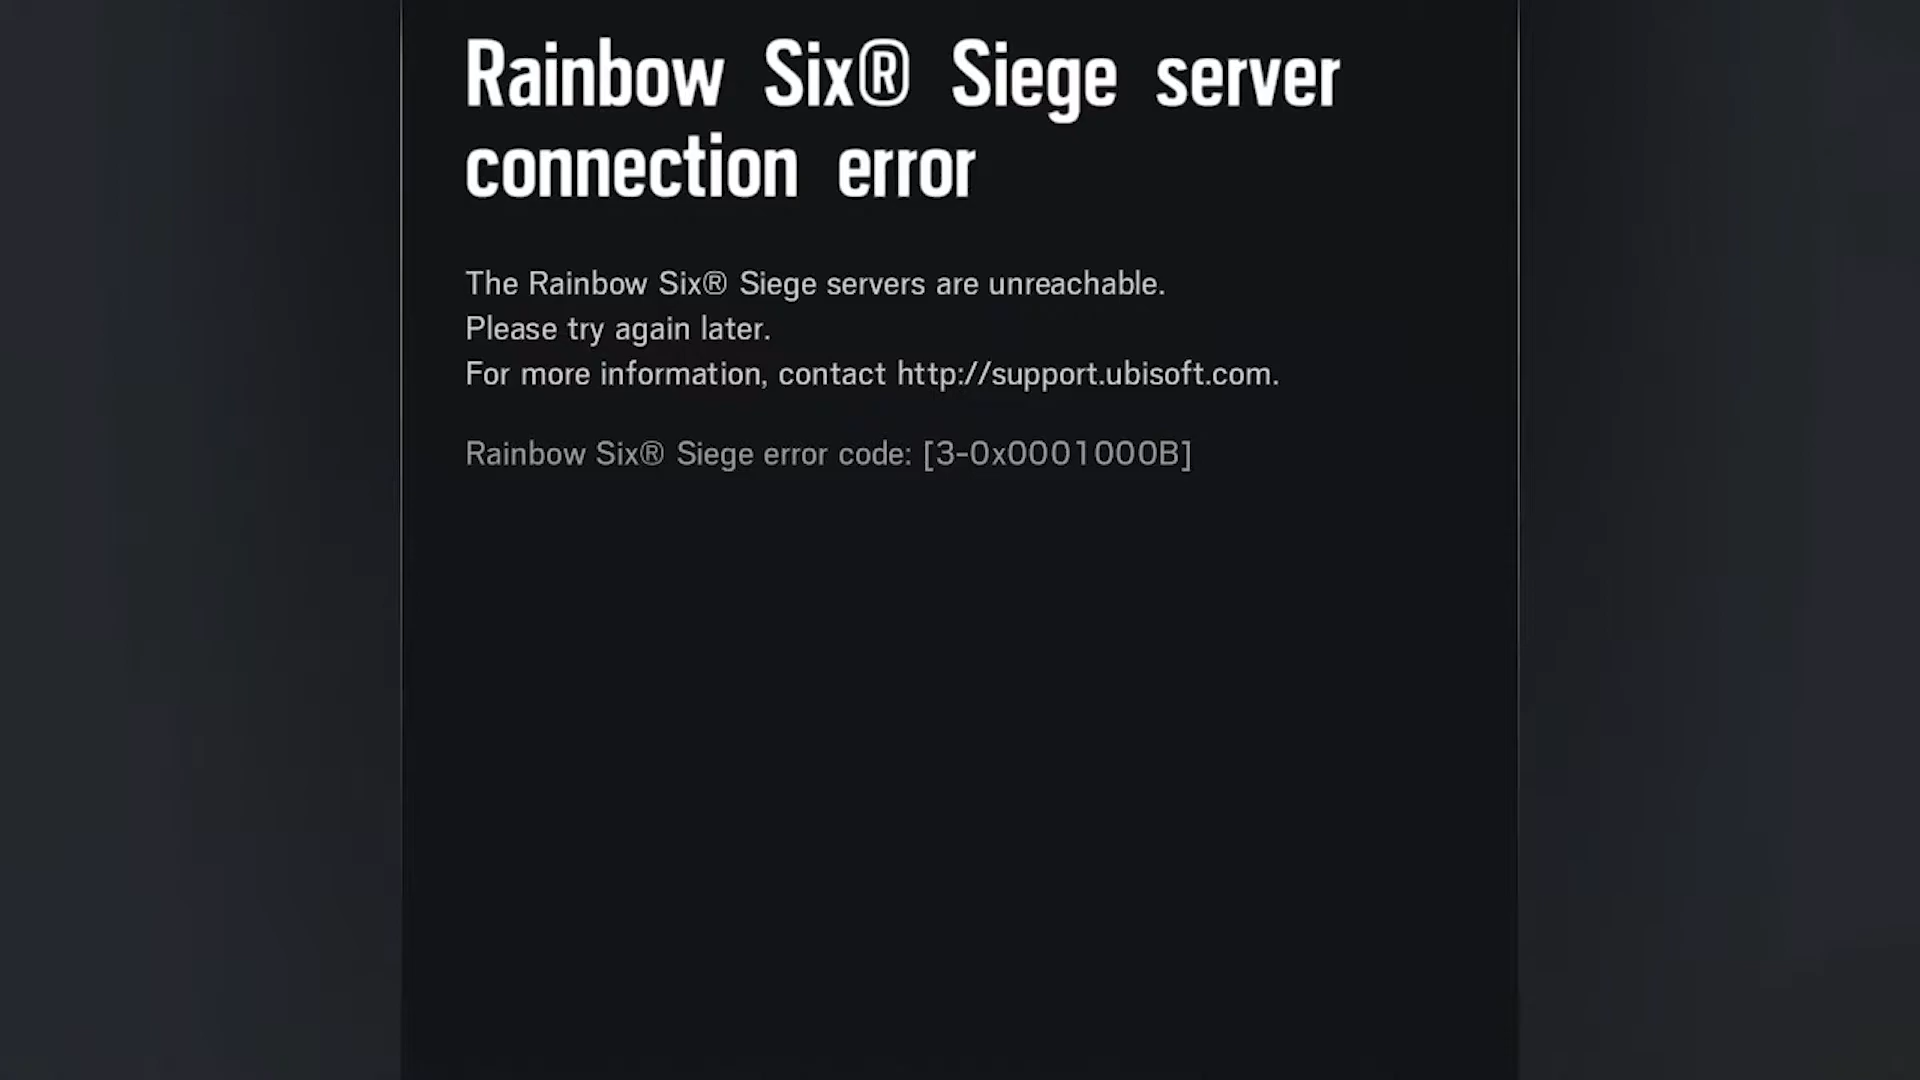 Rainbow Six® Siege server
connection error
The Rainbow Six® Siege servers are unreachable.
Please try again later.
For more information, contact http://support.ubisoft.com.
Rainbow Six® Siege error code: [3-0x0001000B]